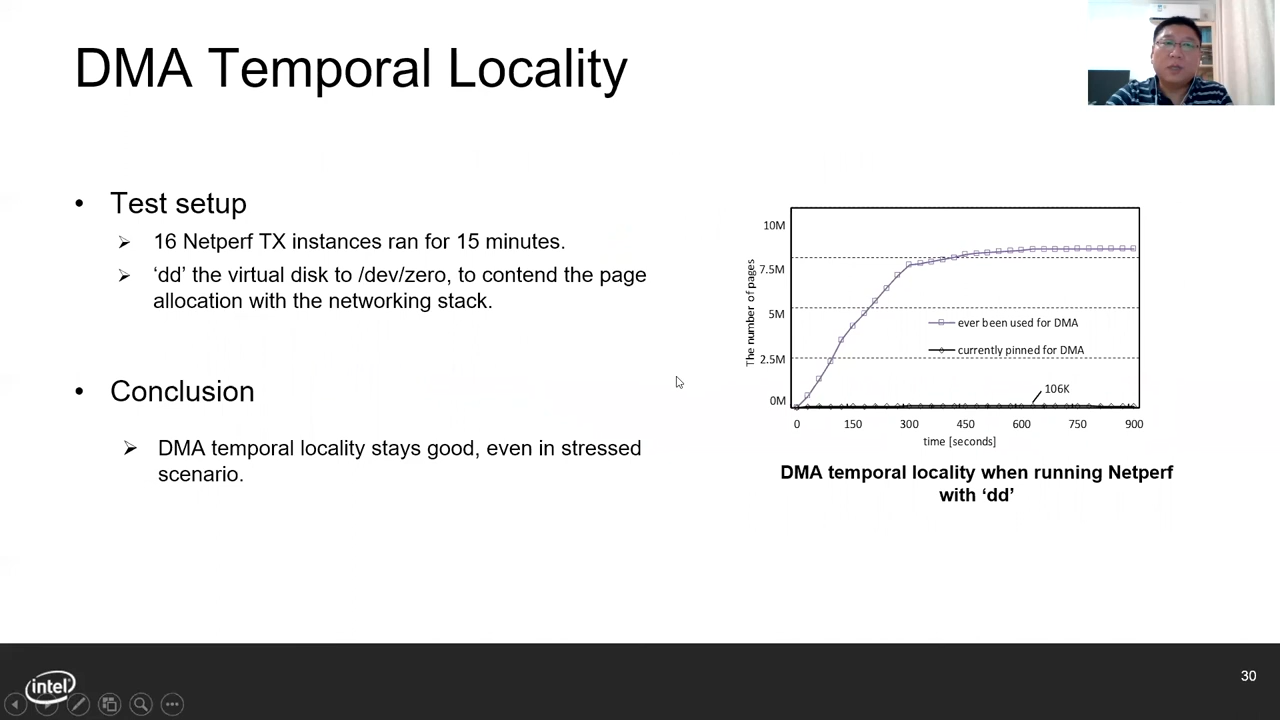 DMA Temporal Locality
• Test setup
➢ 16 Netperf TX instances ran for 15 minutes.
➢ ‘dd’ the virtual disk to /dev/zero, to contend the page
allocation with the networking stack.
• Conclusion
➢ DMA temporal locality stays good, even in stressed
scenario.
The number of pages
10M
7.5M
5M
2.5M
0M
ever been used for DMA
currently pinned for DMA
106K
0 150 300 450 600 750 900
time [seconds]
DMA temporal locality when running Netperf
with ‘dd’
intel
30